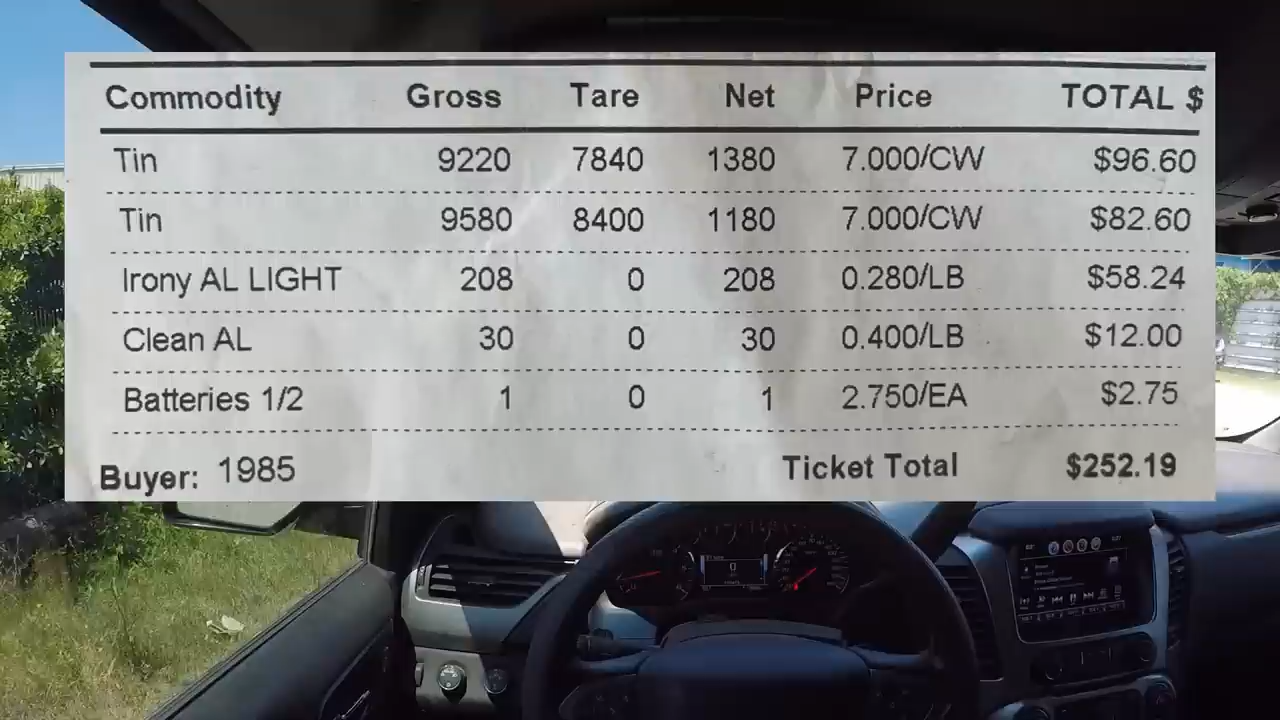 Commodity Gross Tare Net Price TOTAL $
Tin 9220 7840 1380 7.000/CW $96.60
Tin 9580 8400 1180 7.000/CW $82.60
Irony AL LIGHT 208 0 208 0.280/LB $58.24
Clean AL 30 0 30 0.400/LB $12.00
Batteries 1/2 1 0 1 2.750/EA $2.75
Buyer: 1985 Ticket Total $252.19
0